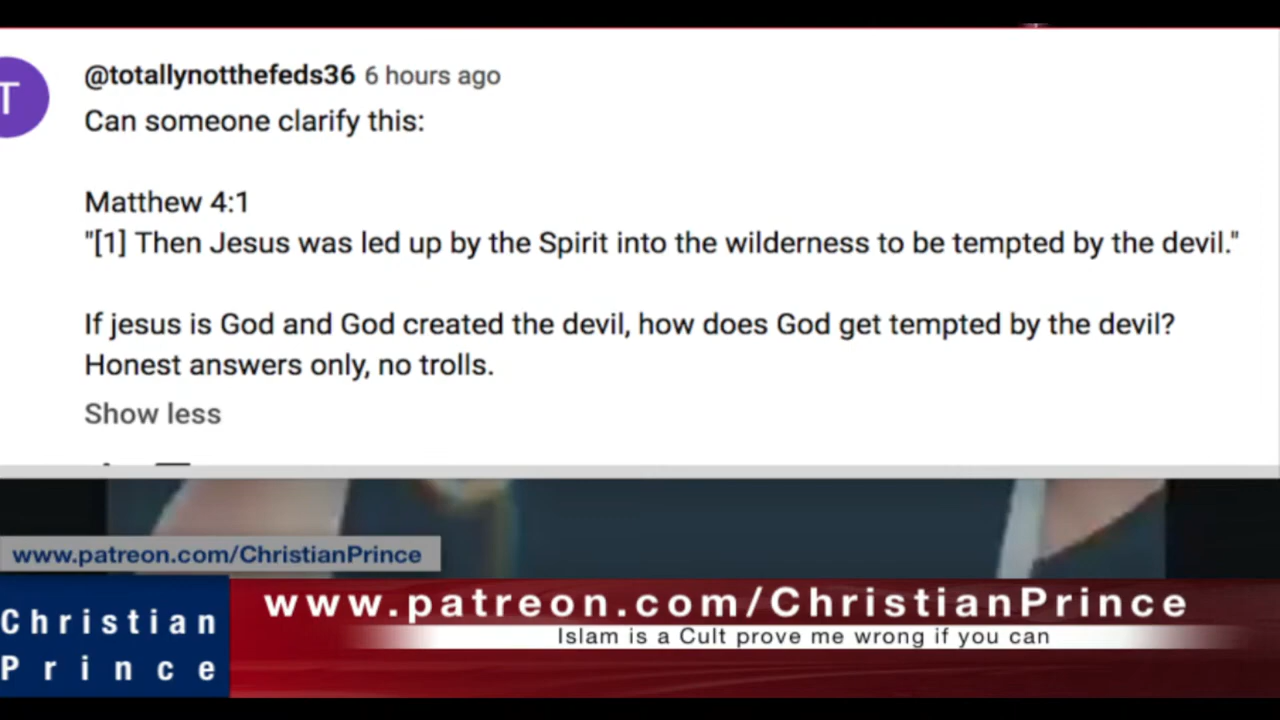 T
@totallynotthefeds36 6 hours ago
Can someone clarify this:
Matthew 4:1
"[1] Then Jesus was led up by the Spirit into the wilderness to be tempted by the devil."
If jesus is God and God created the devil, how does God get tempted by the devil?
Honest answers only, no trolls.
Show less
www.patreon.com/ChristianPrince
Christian
Prince
www.patreon.com/ChristianPrince
Islam is a Cult prove me wrong if you can